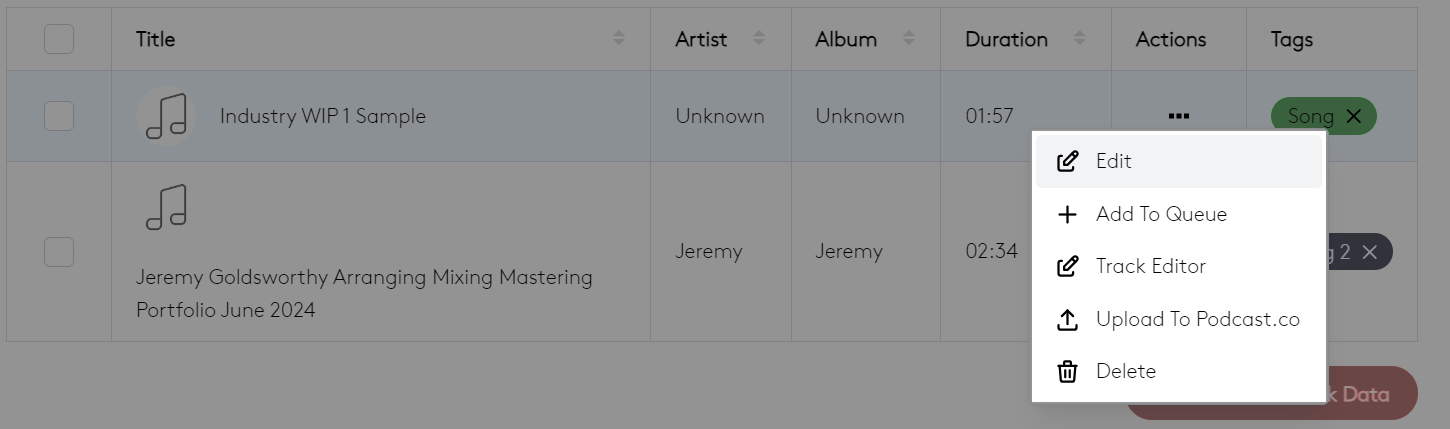 Title Artist Album Duration Actions Tags
Industry WIP 1 Sample Unknown Unknown 01:57 Song
Edit
Add To Queue
Jeremy Jeremy 02:34 2
Track Editor
Jeremy Goldsworthy Arranging Mixing Mastering
Portfolio June 2024
Upload To Podcast.co
Delete
Data